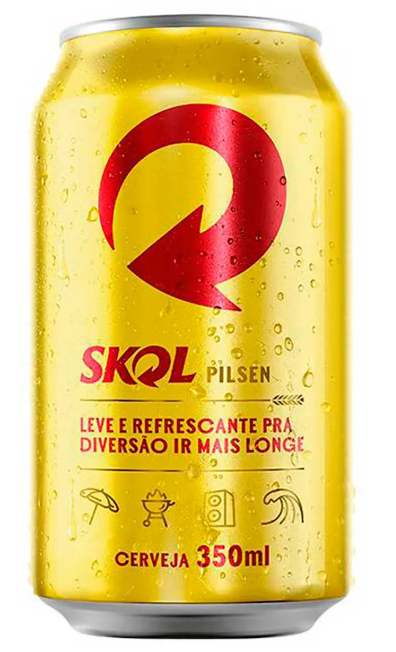 SKOL PILSEN
LEVE E REFRESCANTE PRA
DIVERSÃO IR MAIS LONGE
CERVEJA 350ml